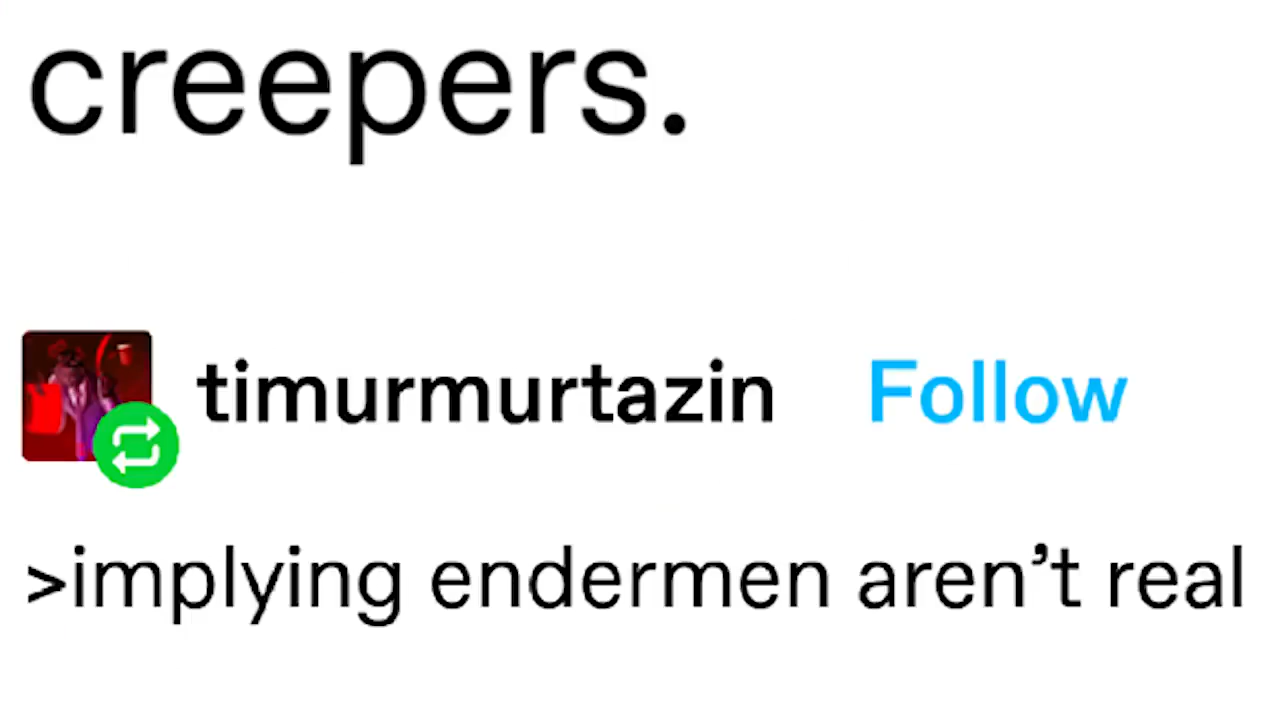 creepers.
timurmurtazin Follow
>implying endermen aren’t real